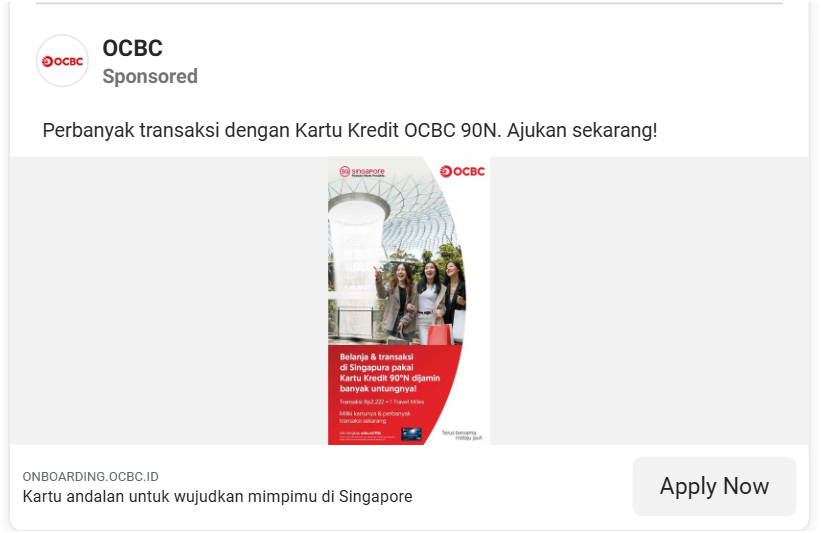 OCBC
OCBC
Sponsored
Perbanyak transaksi dengan Kartu Kredit OCBC 90N. Ajukan sekarang!
SG singapore
OCBC
Belanja & transaksi
di Singapura pakai
Kartu Kredit 90°N dijamin
banyak untungnya!
Transaksi Rp2.222 = 1 Travel Miles
Miliki kartunya & perbanyak
transaksi sekarang
Terus bersama,
melaju jauh
ONBOARDING.OCBC.ID
Kartu andalan untuk wujudkan mimpimu di Singapore
Apply Now